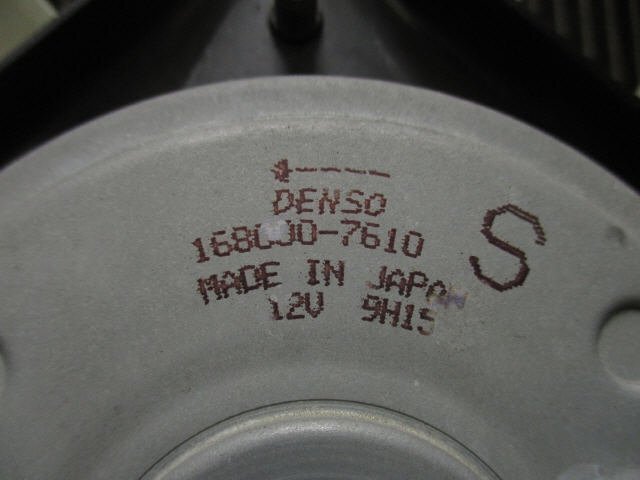 DENSO
168000-7610
MADE IN JAPAN
12V 9H15
S